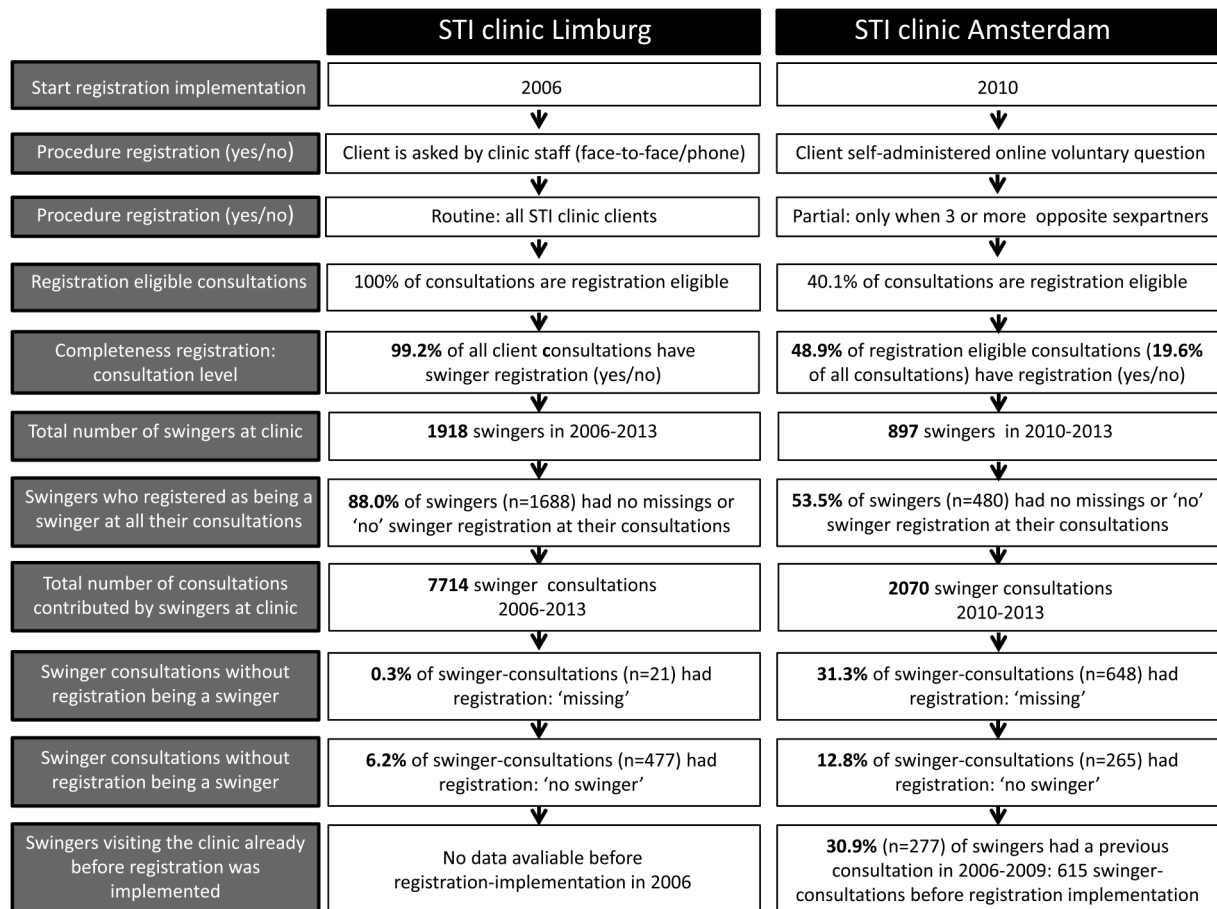 STI clinic Limburg
STI clinic Amsterdam
Start registration implementation
2006
2010
Procedure registration (yes/no)
Client is asked by clinic staff (face-to-face/phone)
Client self-administered online voluntary question
Procedure registration (yes/no)
Routine: all STI clinic clients
Partial: only when 3 or more opposite sexpartners
Registration eligible consultations
100% of consultations are registration eligible
40.1% of consultations are registration eligible
Completeness registration:
consultation level
99.2% of all client consultations have
swinger registration (yes/no)
48.9% of registration eligible consultations (19.6%
of all consultations) have registration (yes/no)
Total number of swingers at clinic
1918 swingers in 2006-2013
897 swingers in 2010-2013
Swingers who registered as being a
swinger at all their consultations
88.0% of swingers (n=1688) had no missings or
‘no’ swinger registration at their consultations
53.5% of swingers (n=480) had no missings or ‘no’
swinger registration at their consultations
Total number of consultations
contributed by swingers at clinic
7714 swinger consultations
2006-2013
2070 swinger consultations
2010-2013
Swinger consultations without
registration being a swinger
0.3% of swinger-consultations (n=21) had
registration: ‘missing’
31.3% of swinger-consultations (n=648) had
registration: ‘missing’
Swinger consultations without
registration being a swinger
6.2% of swinger-consultations (n=477) had
registration: ‘no swinger’
12.8% of swinger-consultations (n=265) had
registration: ‘no swinger’
Swingers visiting the clinic already
before registration was
implemented
No data avaliable before
registration-implementation in 2006
30.9% (n=277) of swingers had a previous
consultation in 2006-2009: 615 swinger-
consultations before registration implementation